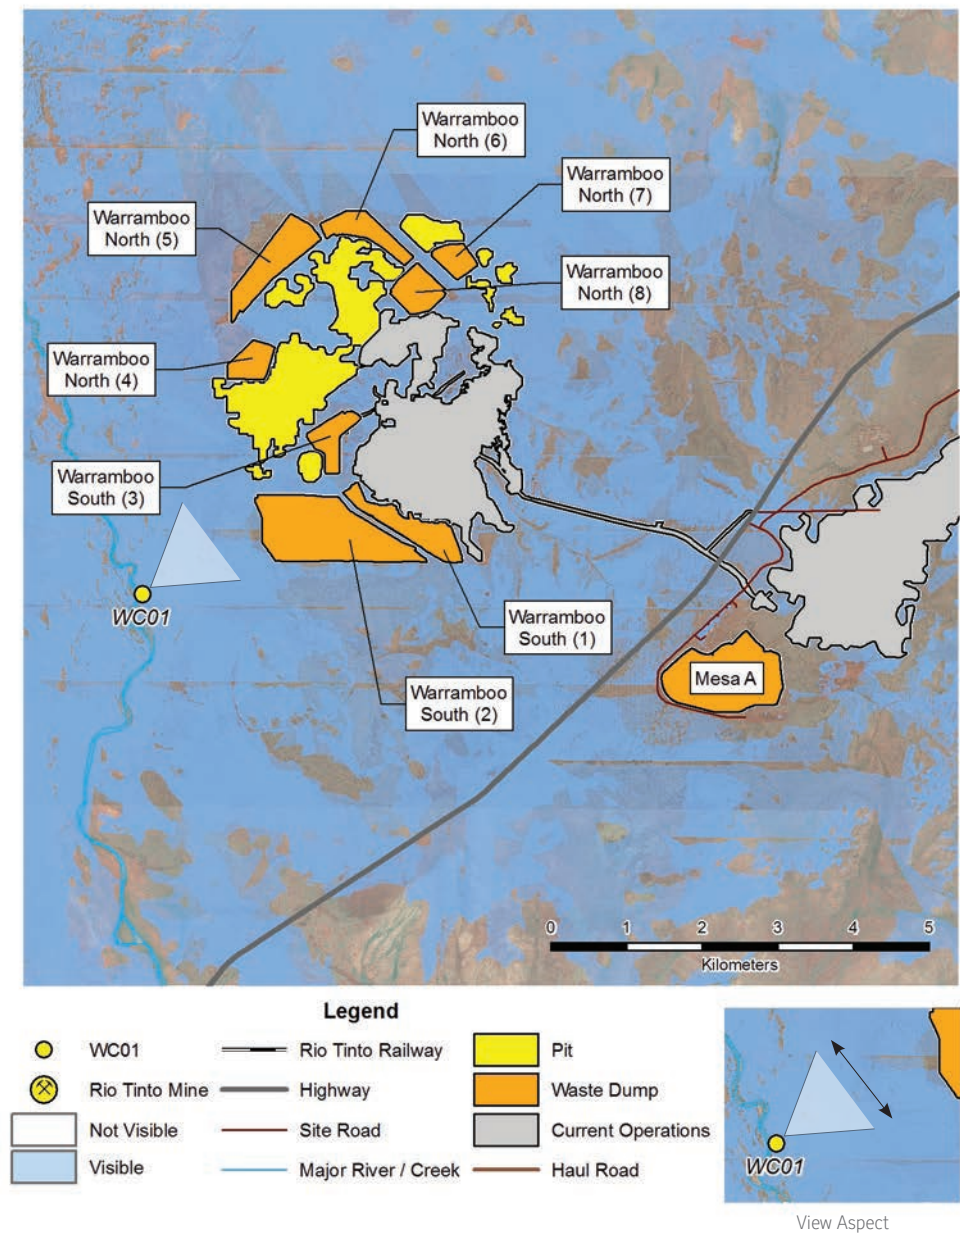 Warramboo
North (6)
Warramboo
North (7)
Warramboo
North (5)
Warramboo
North (8)
Warramboo
North (4)
Warramboo
South (3)
WC01
Warramboo
South (1)
Mesa A
Warramboo
South (2)
0 1 2 3 4 5
Kilometers
Legend
WC01
Rio Tinto Railway
Pit
Rio Tinto Mine
Highway
Waste Dump
Not Visible
Site Road
Current Operations
Visible
Major River / Creek
Haul Road
WC01
View Aspect